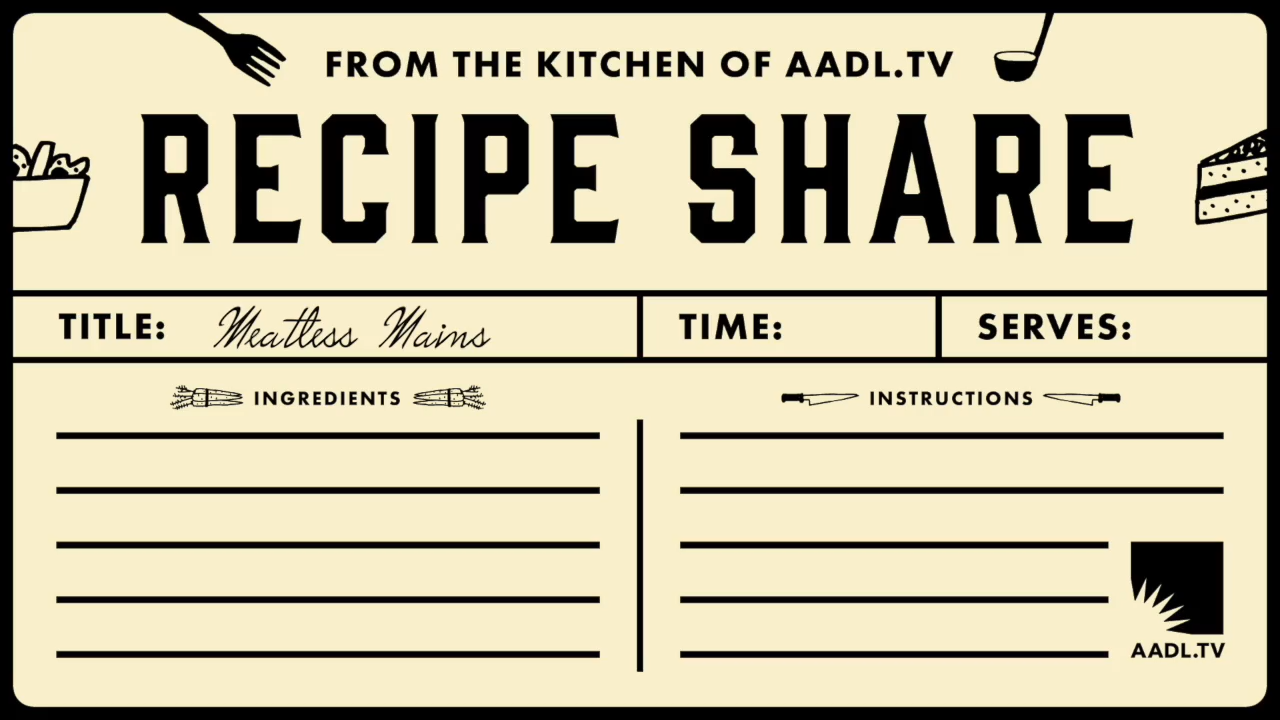 FROM THE KITCHEN OF AADL.TV
RECIPE SHARE
TITLE: Meatless Mains
TIME:
SERVES:
INGREDIENTS
INSTRUCTIONS
AADL.TV